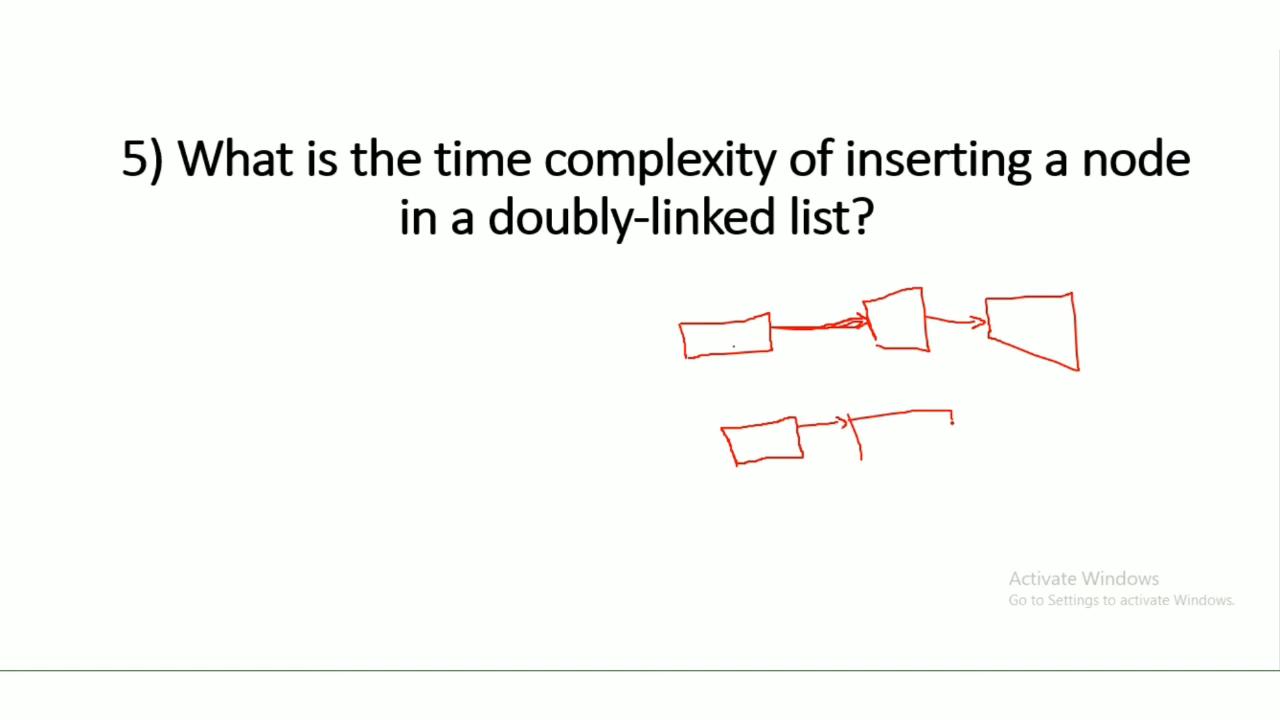 5) What is the time complexity of inserting a node
in a doubly-linked list?
Activate Windows
Go to Settings to activate Windows.